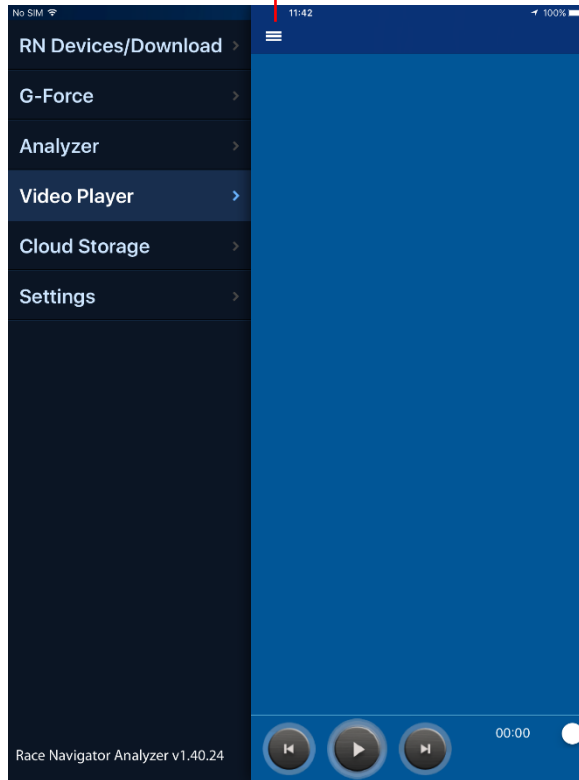 No SIM 11:42 100%
RN Devices/Download
G-Force
Analyzer
Video Player
Cloud Storage
Settings
00:00
Race Navigator Analyzer v1.40.24